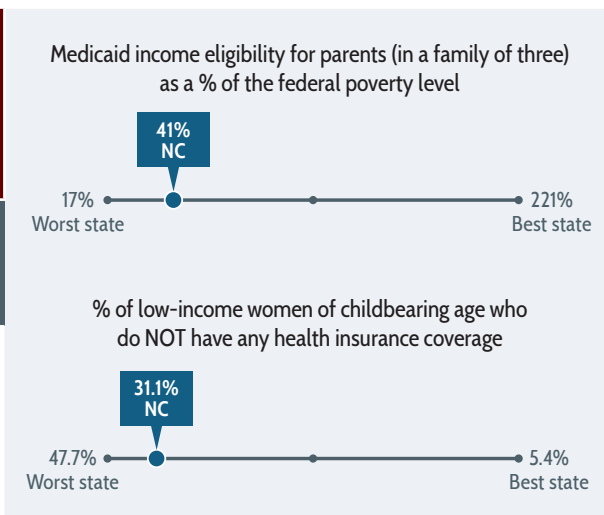 Medicaid income eligibility for parents (in a family of three)
as a % of the federal poverty level
41%
NC
17%
221%
Worst state
Best state
% of low-income women of childbearing age who
do NOT have any health insurance coverage
31.1%
NC
47.7%
5.4%
Worst state
Best state